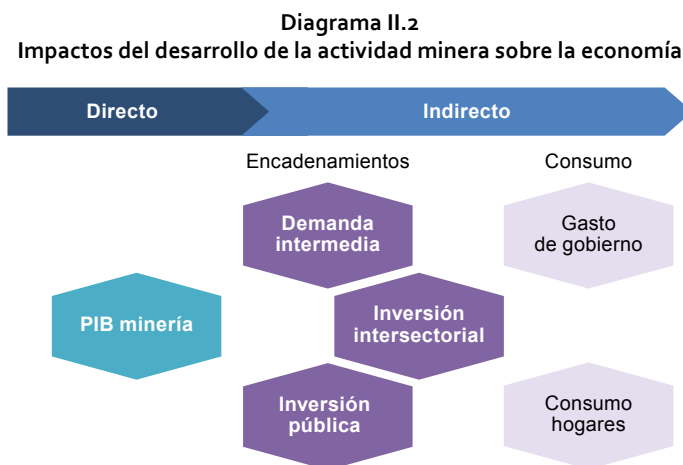 Diagrama II.2
Impactos del desarrollo de la actividad minera sobre la economía
Directo
Indirecto
Encadenamientos
Consumo
Demanda
intermedia
Gasto
de gobierno
PIB minería
Inversión
intersectorial
Inversión
pública
Consumo
hogares